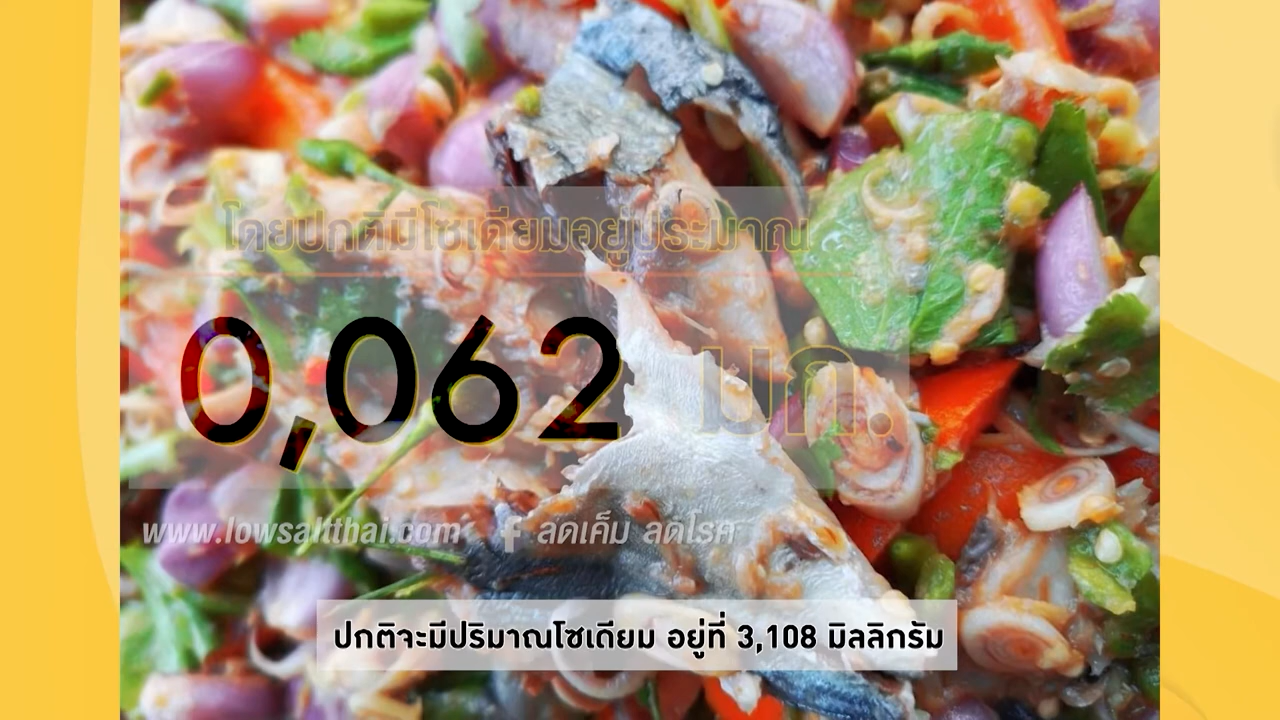 โดยปกติมีโซเดียมอยู่ประมาณ
0,062 มก.
www.lowsaltthai.com f ลดเค็ม ลดโรค
ปกติจะมีปริมาณโซเดียม อยู่ที่ 3,108 มิลลิกรัม